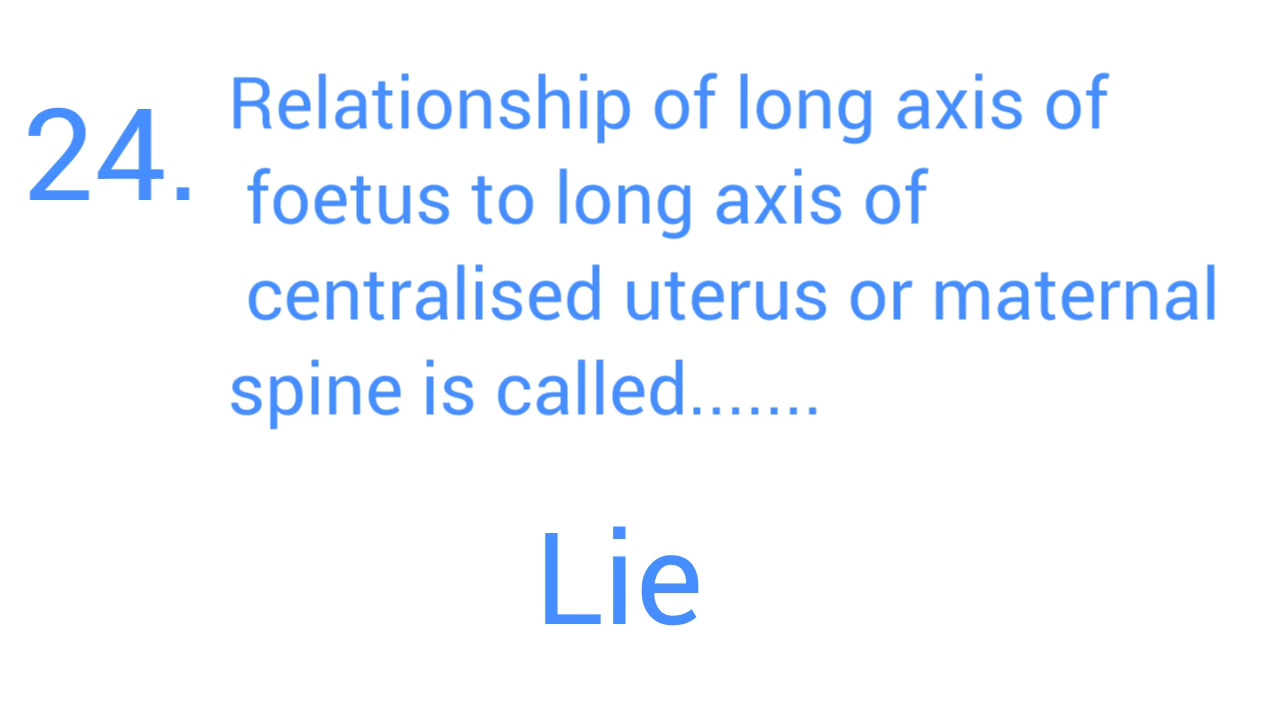 24. Relationship of long axis of
foetus to long axis of
centralised uterus or maternal
spine is called.......
Lie